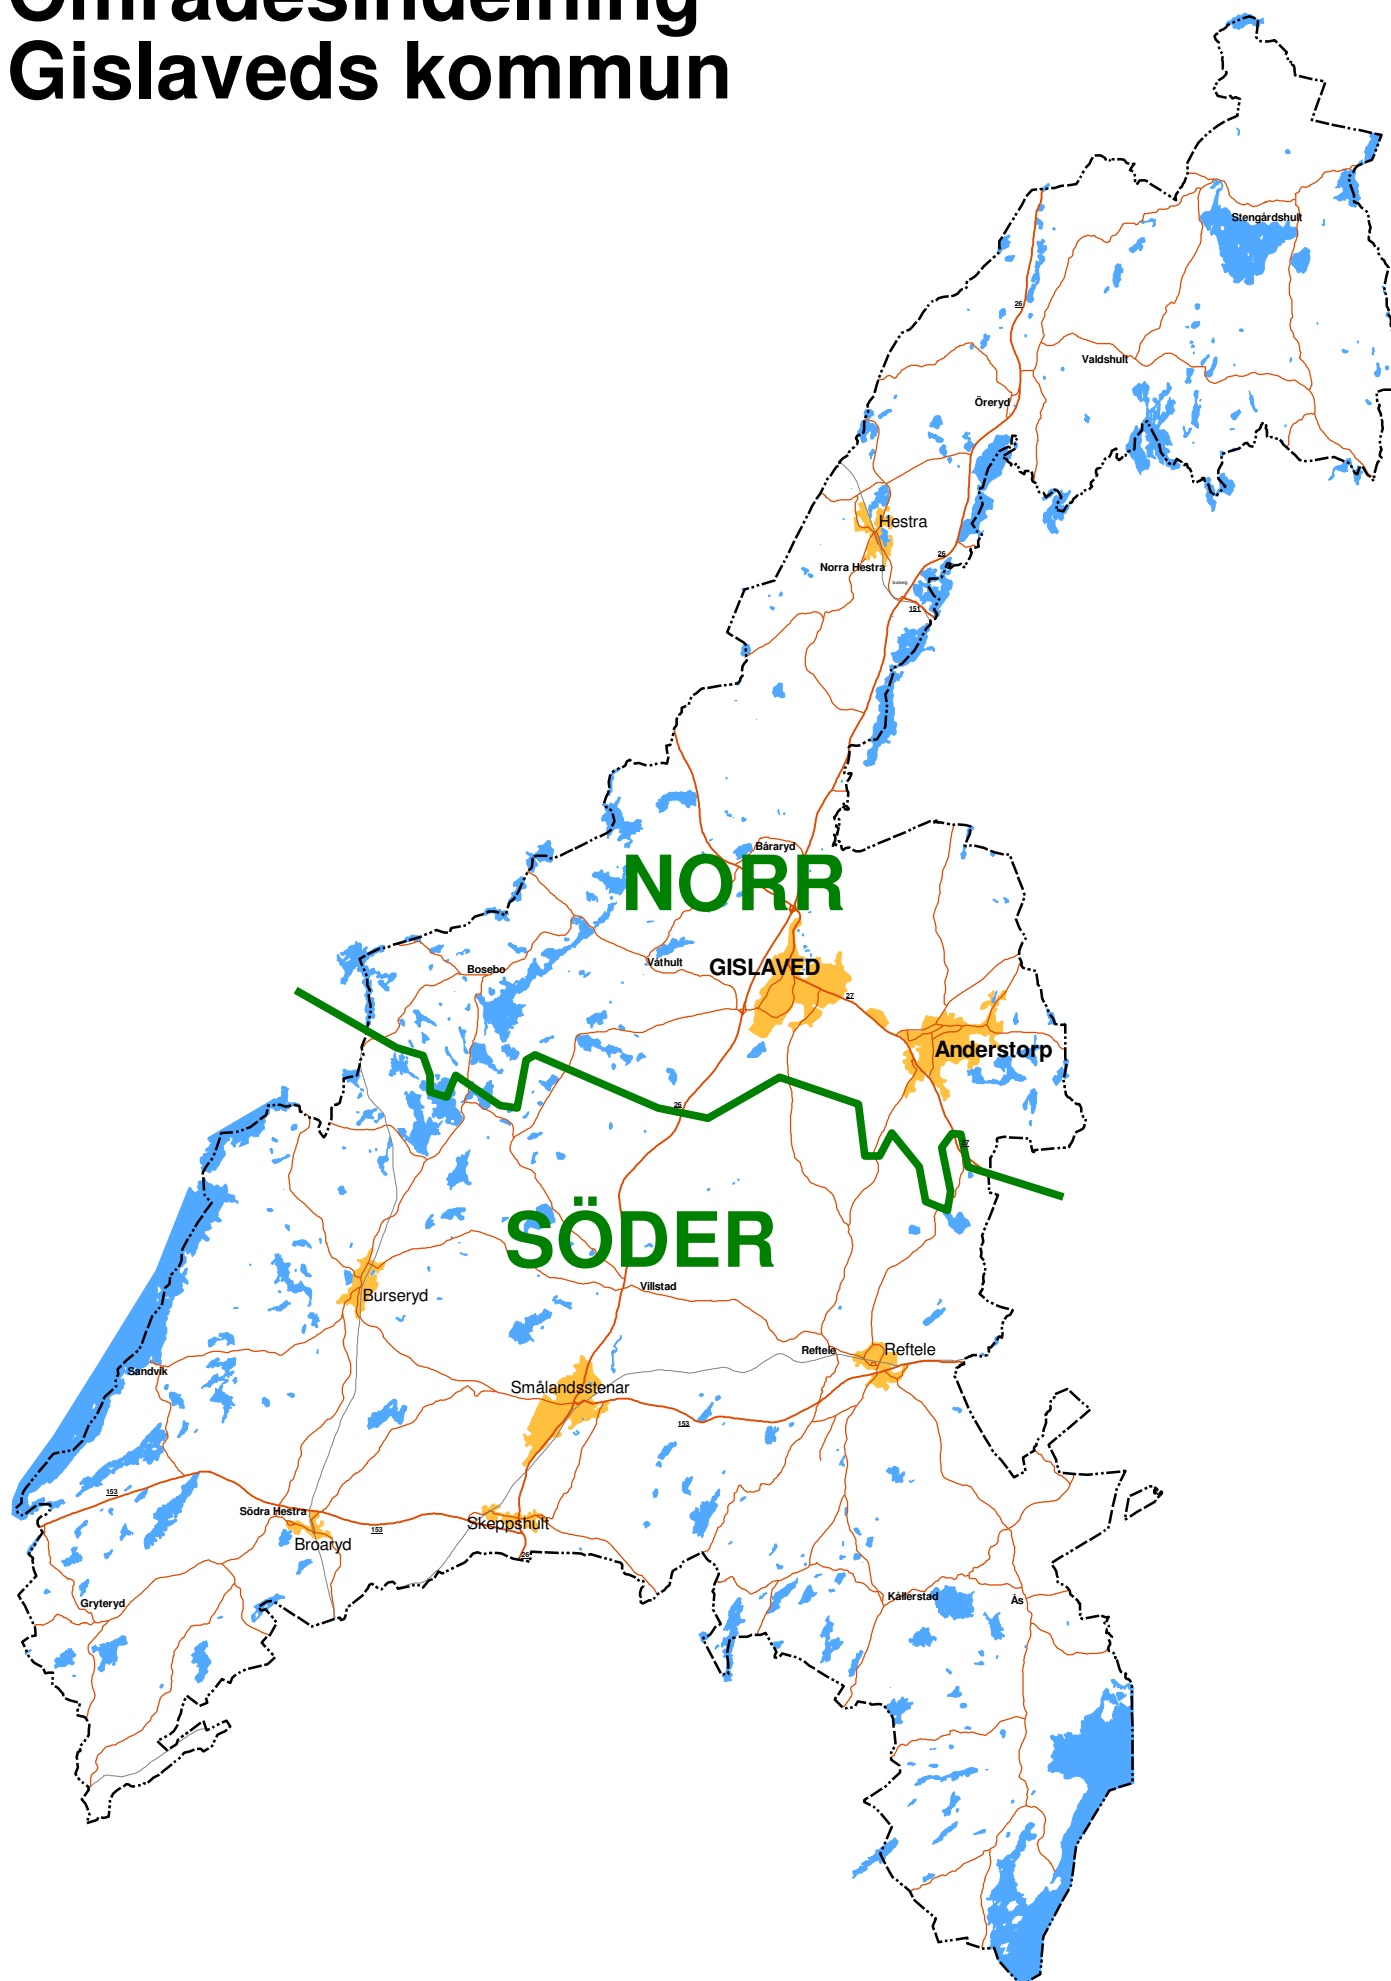 Områdesindelning
Gislaveds kommun
Stengårdshult
26
Valdshult
Öreryd
Hestra
26
Norra Hestra
151
Båraryd
NORR
Våthult
GISLAVED
Bosebo
27
Anderstorp
26
27
SÖDER
Villstad
Burseryd
Reftele
Reftele
Sandvik
Smålandsstenar
153
153
Södra Hestra
Skeppshult
153
Broaryd
26
Kållerstad
Ås
Gryteryd